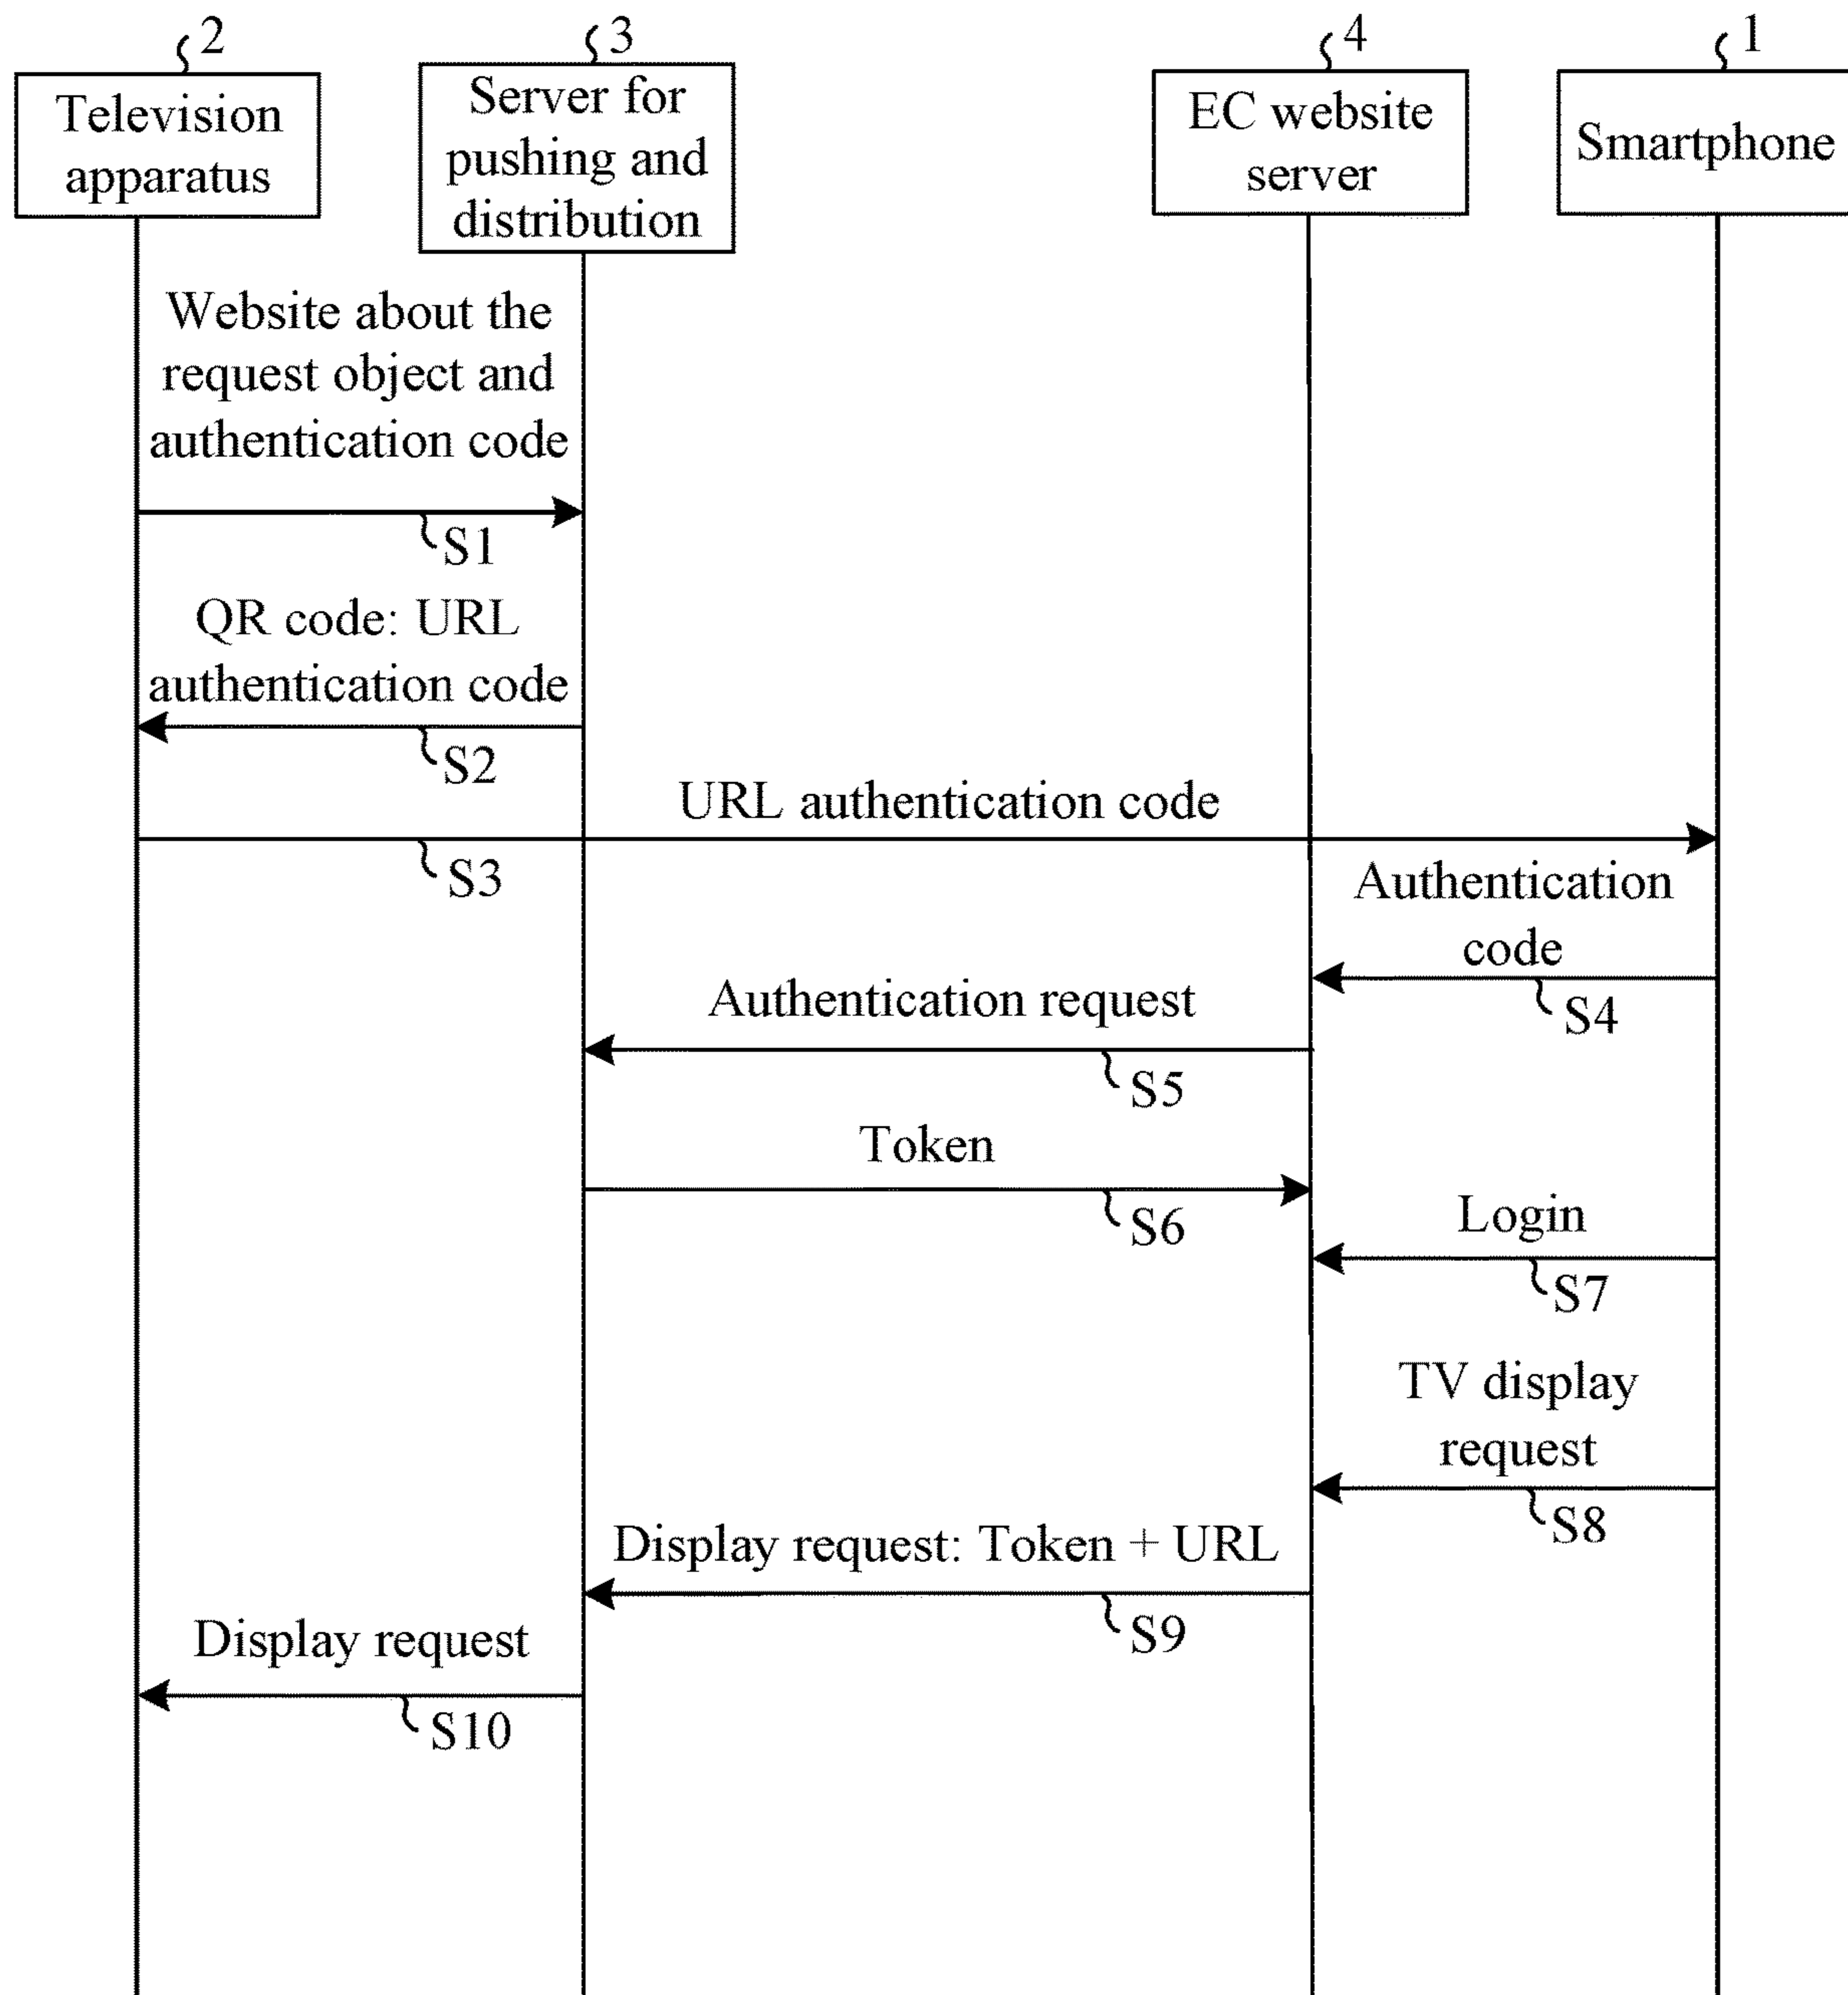 2
3
4
1
Television
apparatus
Server for
pushing and
distribution
EC website
server
Smartphone
Website about the
request object and
authentication code
S1
QR code: URL
authentication code
S2
URL authentication code
S3
Authentication
code
S4
Authentication request
S5
Token
S6
Login
S7
TV display
request
S8
Display request: Token + URL
S9
Display request
S10